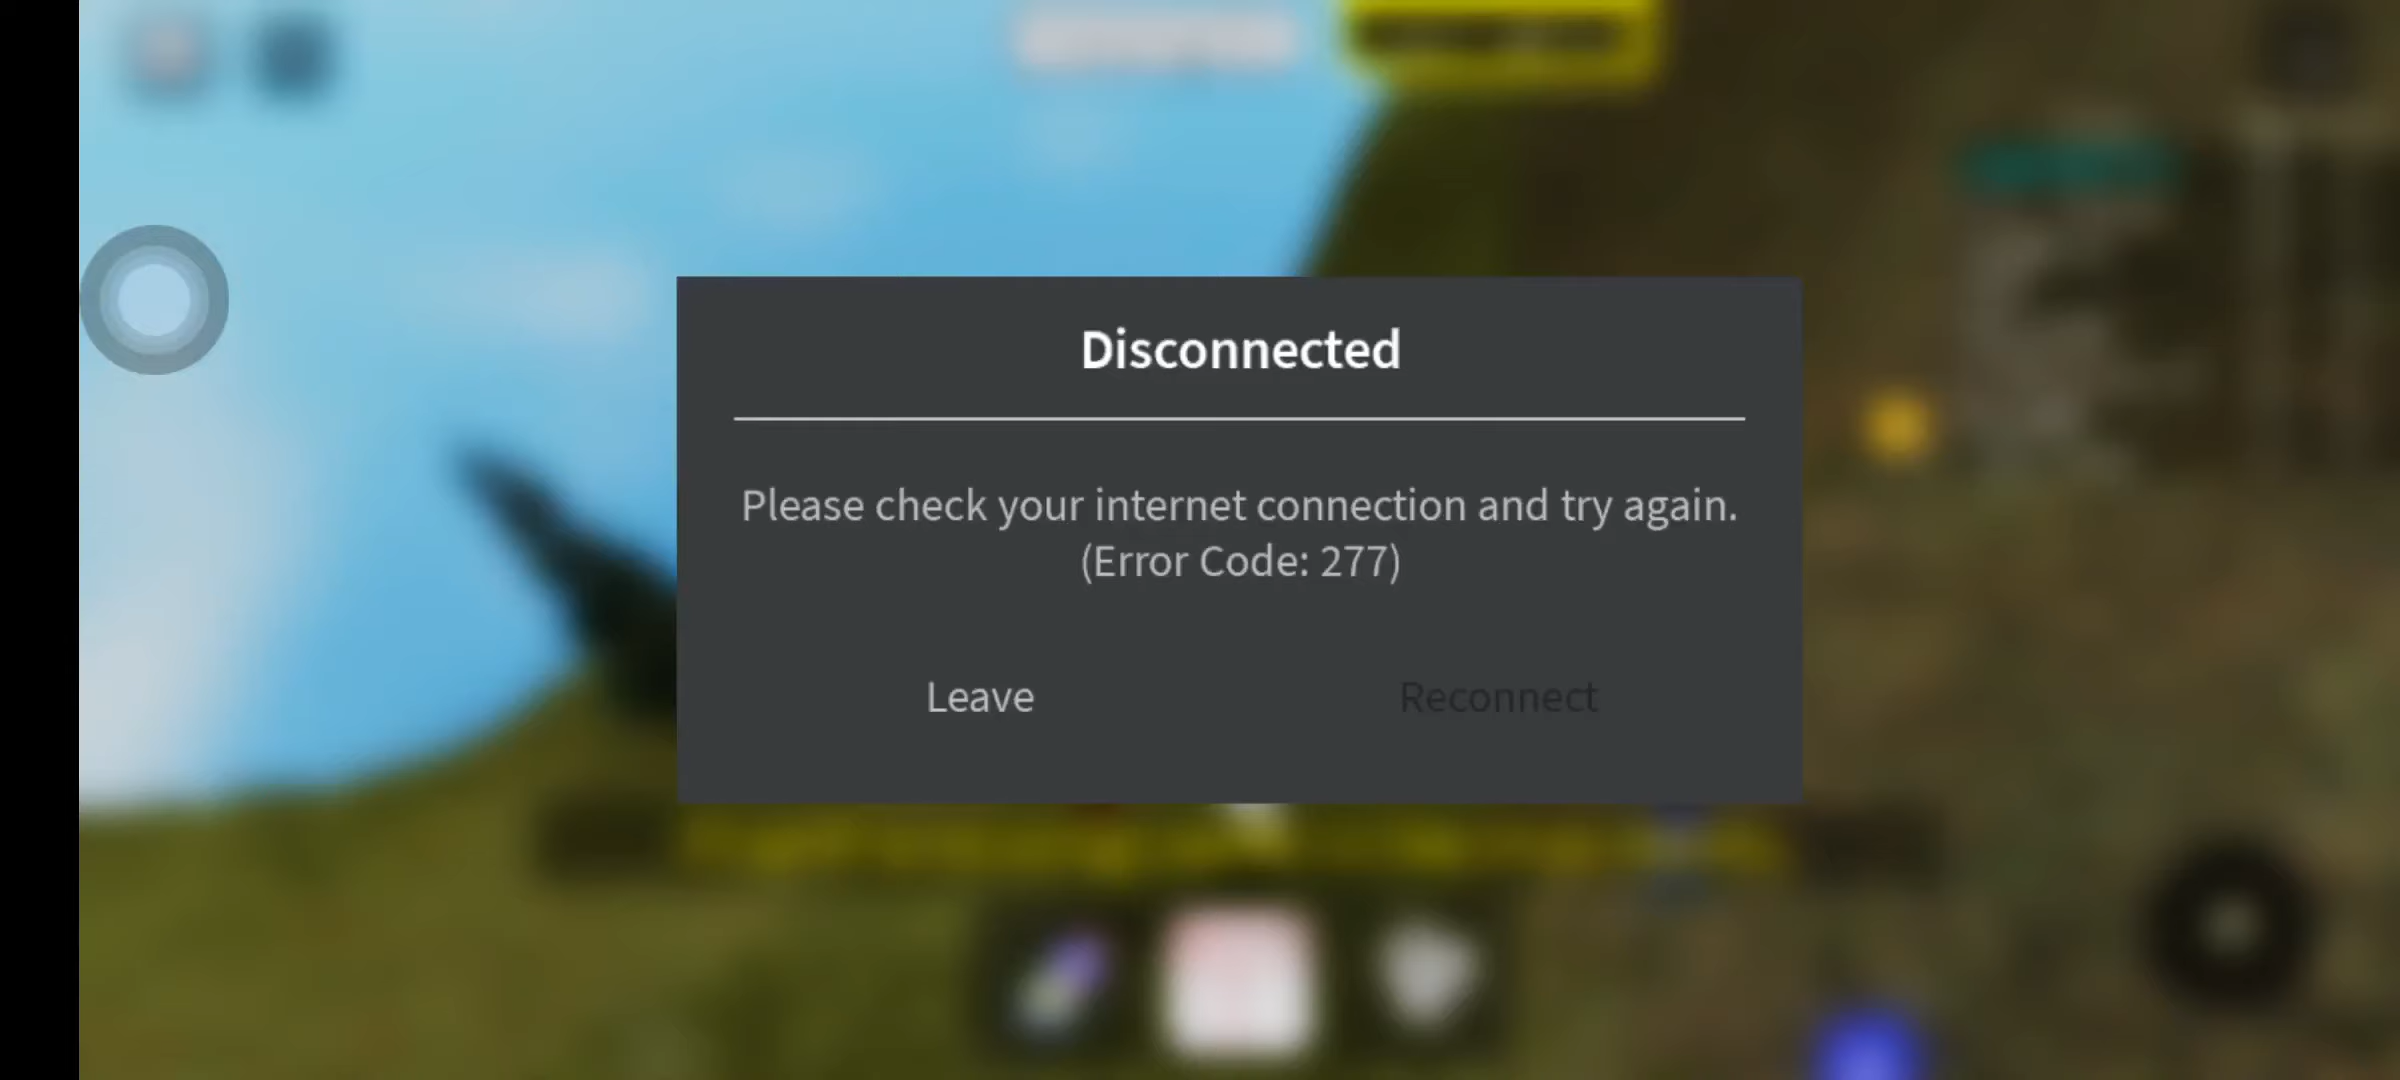 Disconnected
Please check your internet connection and try again.
(Error Code: 277)
Leave
Reconnect